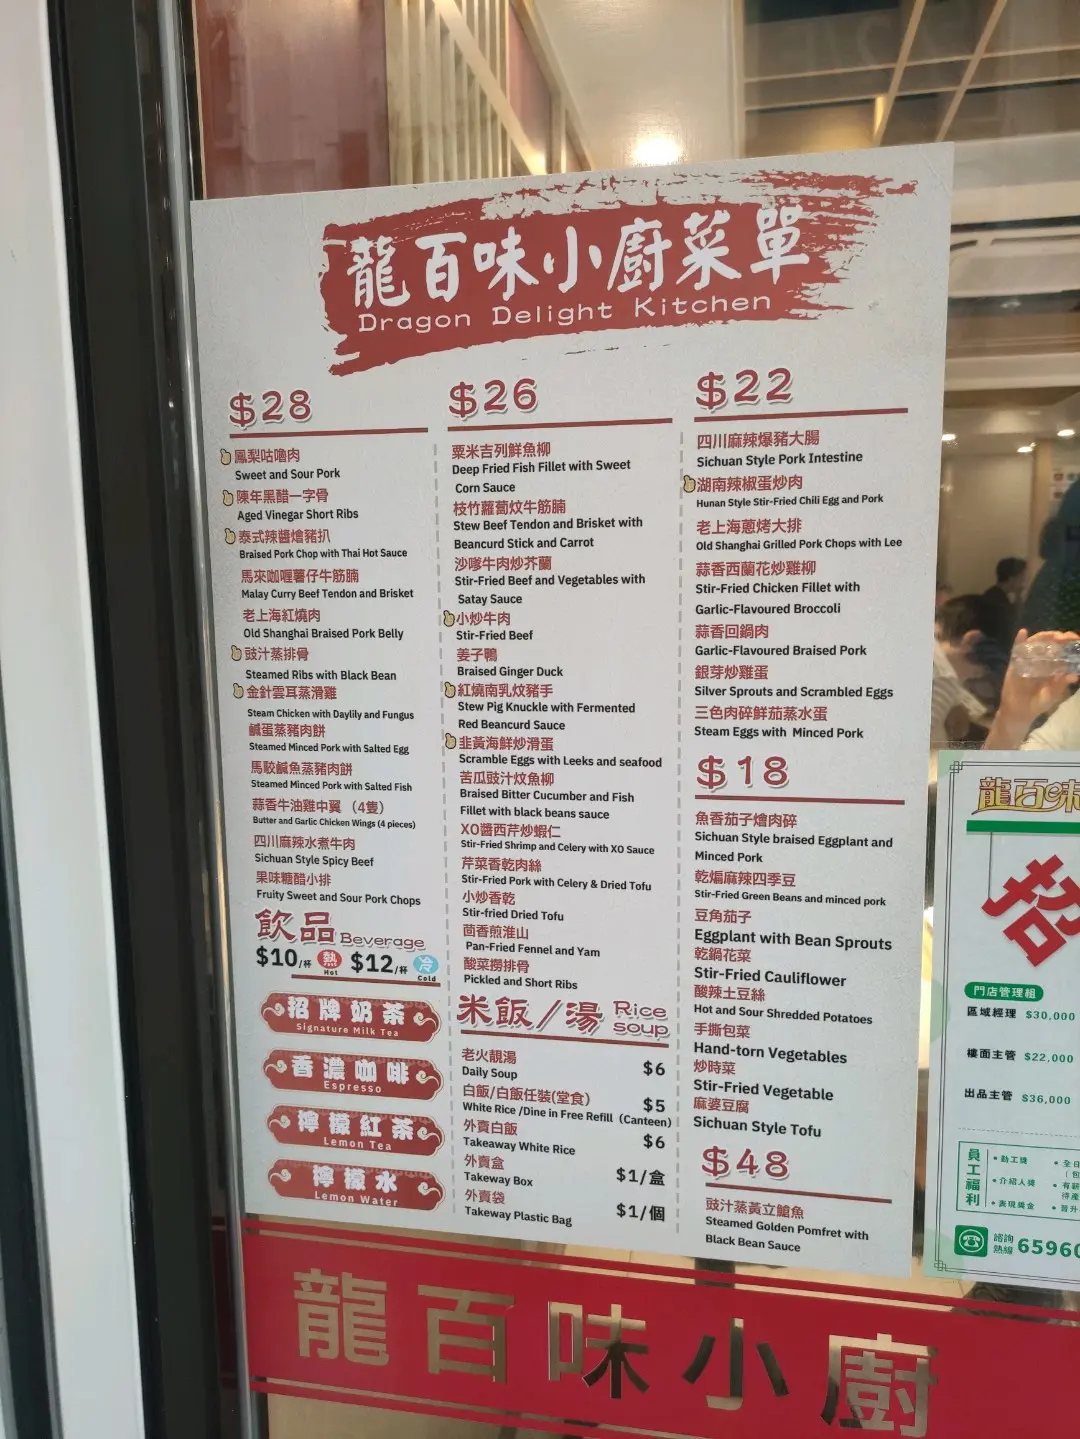 龍百味小廚菜單
Dragon Delight Kitchen
$28
鳳梨咕嚕肉
Sweet and Sour Pork
陳年黑醋一字骨
Aged Vinegar Short Ribs
泰式辣醬燴豬扒
Braised Pork Chop with Thai Hot Sauce
馬來咖喱薯仔牛筋腩
Malay Curry Beef Tendon and Brisket
老上海紅燒肉
Old Shanghai Braised Pork Belly
豉汁蒸排骨
Steamed Ribs with Black Bean
金針雲耳蒸滑雞
Steam Chicken with Daylily and Fungus
鹹蛋蒸豬肉餅
Steamed Minced Pork with Salted Egg
馬鮫鹹魚蒸豬肉餅
Steamed Minced Pork with Salted Fish
蒜香牛油雞中翼（4隻）
Butter and Garlic Chicken Wings (4 pieces)
四川麻辣水煮牛肉
Sichuan Style Spicy Beef
果味糖醋小排
Fruity Sweet and Sour Pork Chops
飲品 Beverage
$10/杯 熱 Hot $12/杯 冷 Cold
招牌奶茶
Signature Milk Tea
香濃咖啡
Espresso
檸檬紅茶
Lemon Tea
檸檬水
Lemon Water
$26
粟米吉列鮮魚柳
Deep Fried Fish Fillet with Sweet
Corn Sauce
枝竹蘿蔔炆牛筋腩
Stew Beef Tendon and Brisket with
Beancurd Stick and Carrot
沙嗲牛肉炒芥蘭
Stir-Fried Beef and Vegetables with
Satay Sauce
小炒牛肉
Stir-Fried Beef
姜子鴨
Braised Ginger Duck
紅燒南乳炆豬手
Stew Pig Knuckle with Fermented
Red Beancurd Sauce
韭黃海鮮炒滑蛋
Scramble Eggs with Leeks and seafood
苦瓜豉汁炆魚柳
Braised Bitter Cucumber and Fish
Fillet with black beans sauce
XO醬西芹炒蝦仁
Stir-Fried Shrimp and Celery with XO Sauce
芹菜香乾肉絲
Stir-Fried Pork with Celery & Dried Tofu
小炒香乾
Stir-fried Dried Tofu
茴香煎淮山
Pan-Fried Fennel and Yam
酸菜撈排骨
Pickled and Short Ribs
米飯/湯 Rice soup
老火靚湯
Daily Soup $6
白飯/白飯任裝(堂食)
White Rice /Dine in Free Refill (Canteen) $5
外賣白飯
Takeaway White Rice $6
外賣盒
Takeway Box $1/盒
外賣袋
Takeway Plastic Bag $1/個
$22
四川麻辣爆豬大腸
Sichuan Style Pork Intestine
湖南辣椒蛋炒肉
Hunan Style Stir-Fried Chili Egg and Pork
老上海蔥烤大排
Old Shanghai Grilled Pork Chops with Lee
蒜香西蘭花炒雞柳
Stir-Fried Chicken Fillet with
Garlic-Flavoured Broccoli
蒜香回鍋肉
Garlic-Flavoured Braised Pork
銀芽炒雞蛋
Silver Sprouts and Scrambled Eggs
三色肉碎鮮茄蒸水蛋
Steam Eggs with Minced Pork
$18
魚香茄子燴肉碎
Sichuan Style braised Eggplant and
Minced Pork
乾煸麻辣四季豆
Stir-Fried Green Beans and minced pork
豆角茄子
Eggplant with Bean Sprouts
乾鍋花菜
Stir-Fried Cauliflower
酸辣土豆絲
Hot and Sour Shredded Potatoes
手撕包菜
Hand-torn Vegetables
炒時菜
Stir-Fried Vegetable
麻婆豆腐
Sichuan Style Tofu
$48
豉汁蒸黃立鯧魚
Steamed Golden Pomfret with
Black Bean Sauce
龍百味
招
門店管理組
區域經理 $30,000
樓面主管 $22,000
出品主管 $36,000
員工福利
• 勤工獎
• 介紹人獎
• 表現獎金
• 全日
諮詢熱線 65960
龍百味小廚